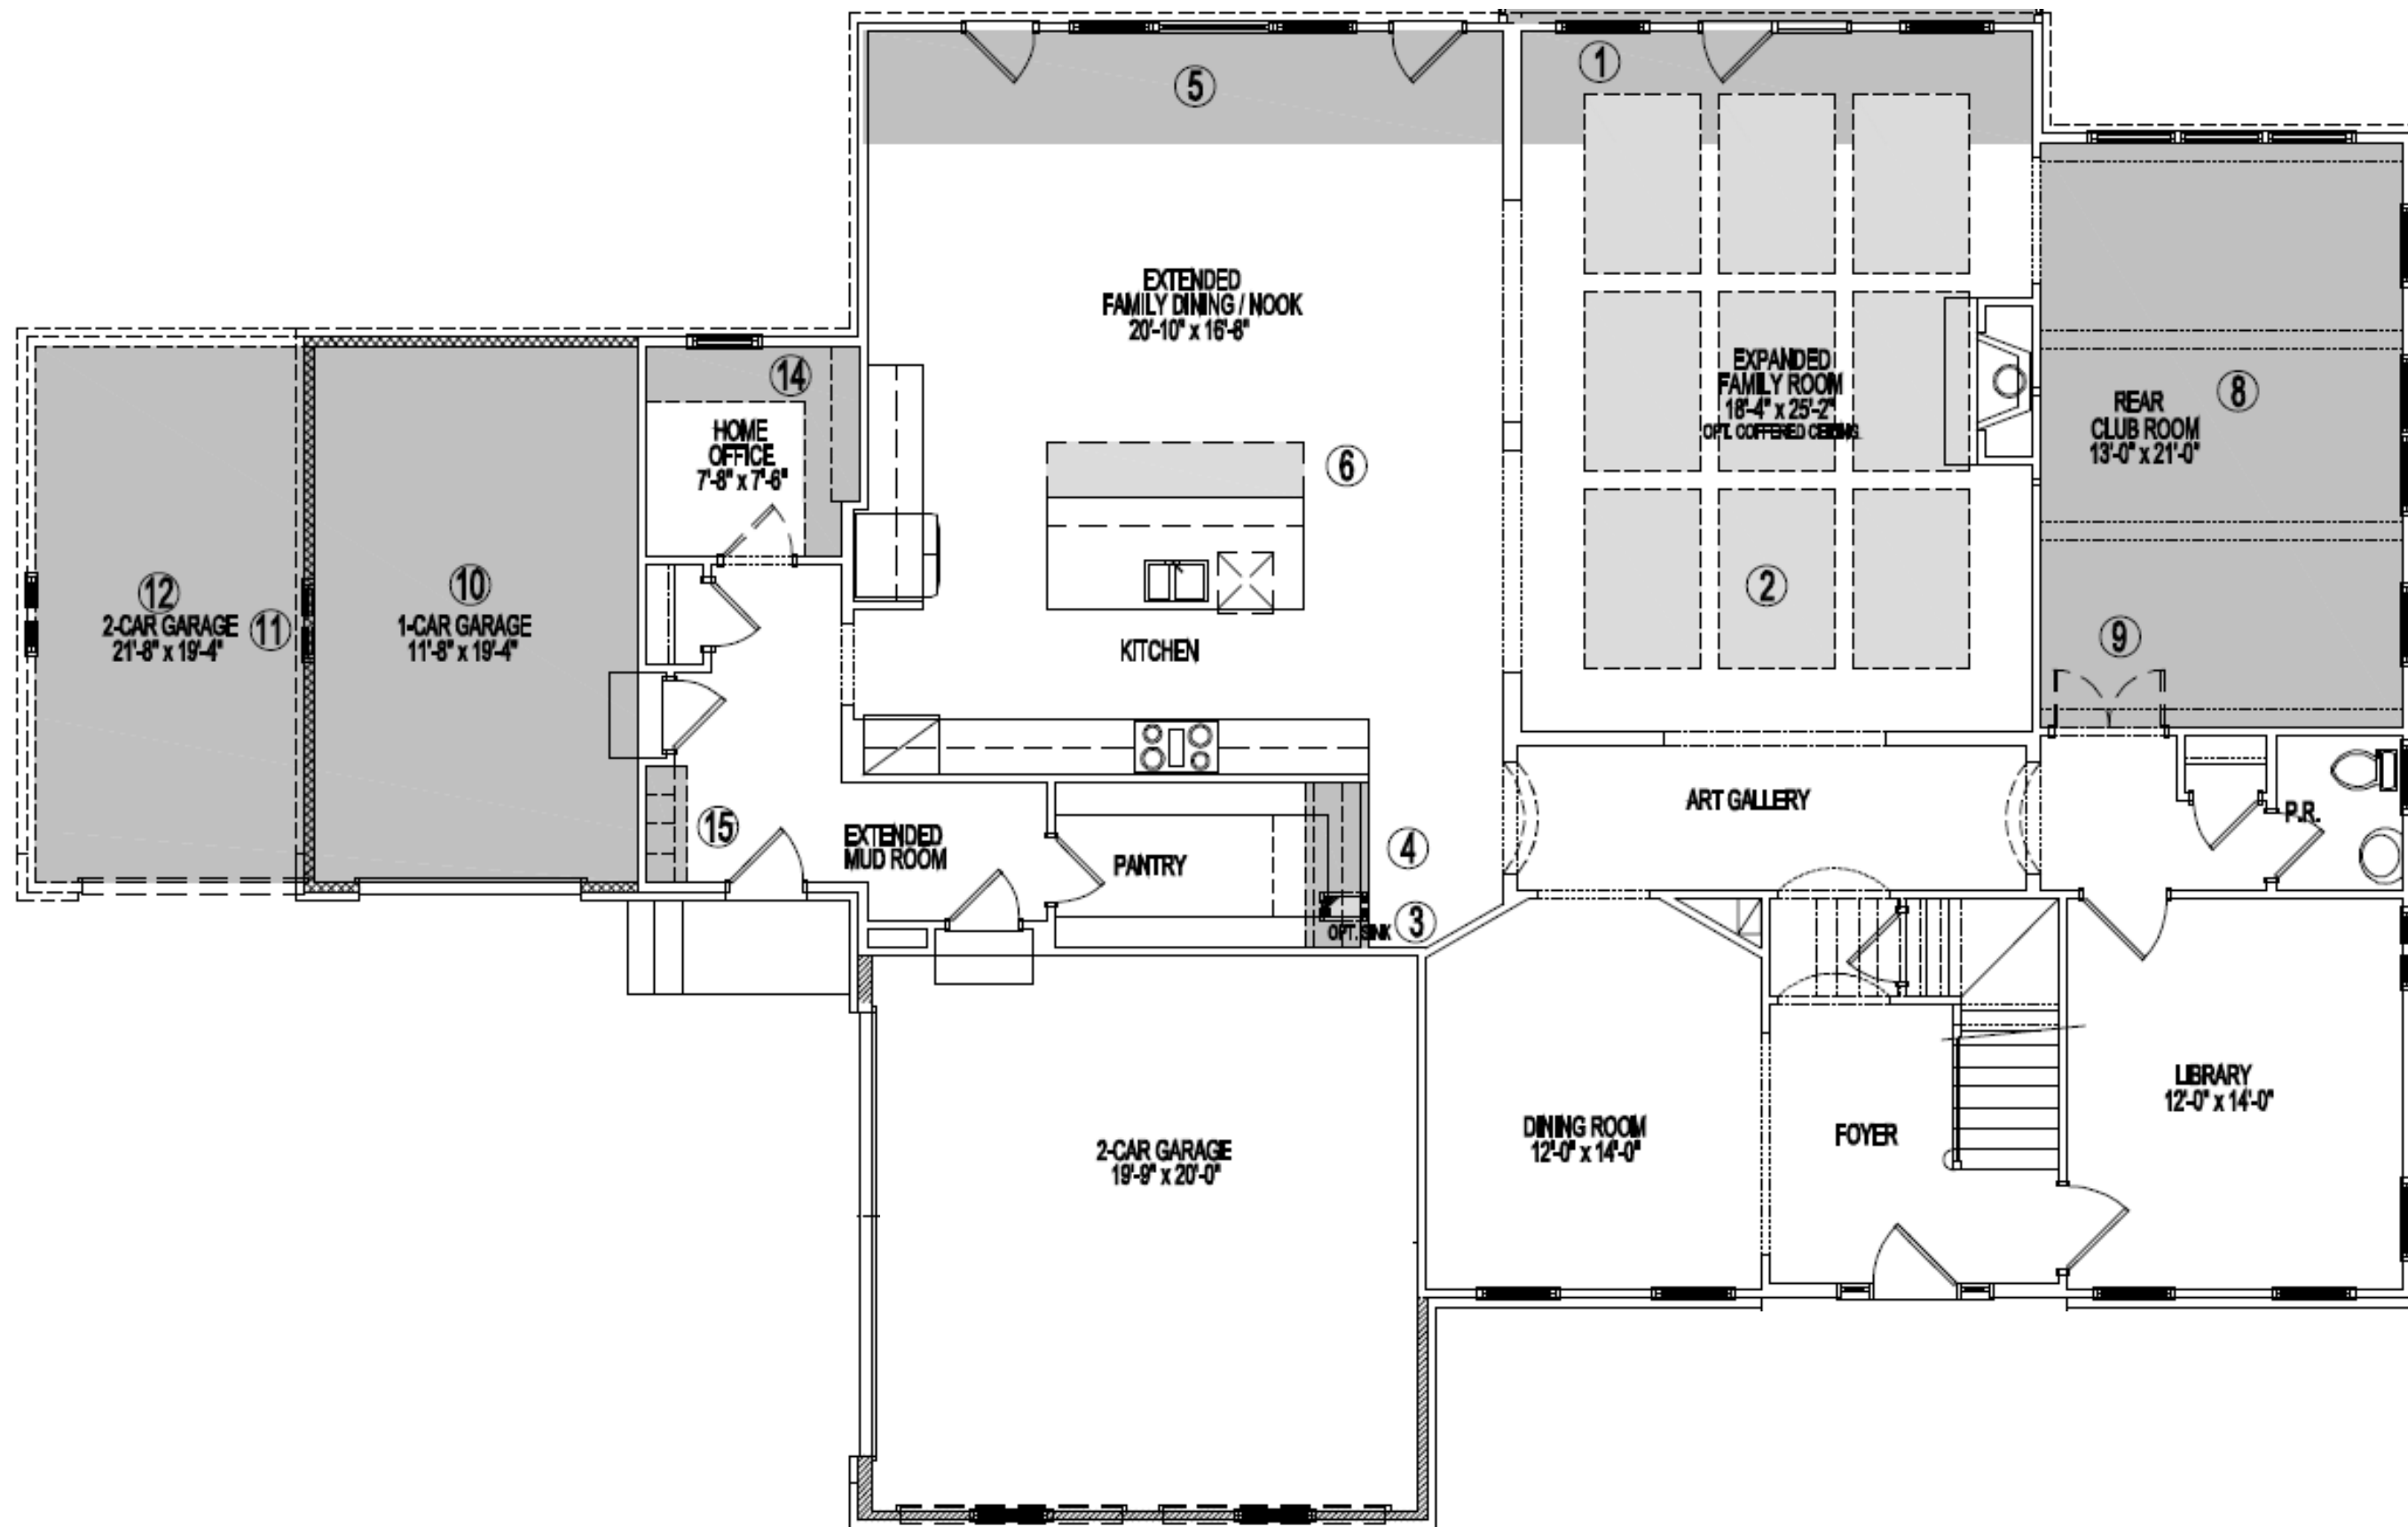 1
5
EXTENDED
FAMILY DINING / NOOK
20'-10" x 16'-8"
EXPANDED
FAMILY ROOM
18'-4" x 25'-2"
OPT. COFFERED CEILING
8
REAR
CLUB ROOM
13'-0" x 21'-0"
14
HOME
OFFICE
7'-8" x 7'-6"
6
12
2-CAR GARAGE
21'-8" x 19'-4"
11
10
1-CAR GARAGE
11'-8" x 19'-4"
2
9
KITCHEN
ART GALLERY
P.R.
15
EXTENDED
MUD ROOM
PANTRY
4
3
OPT. SINK
LIBRARY
12'-0" x 14'-0"
DINING ROOM
12'-0" x 14'-0"
FOYER
2-CAR GARAGE
19'-9" x 20'-0"